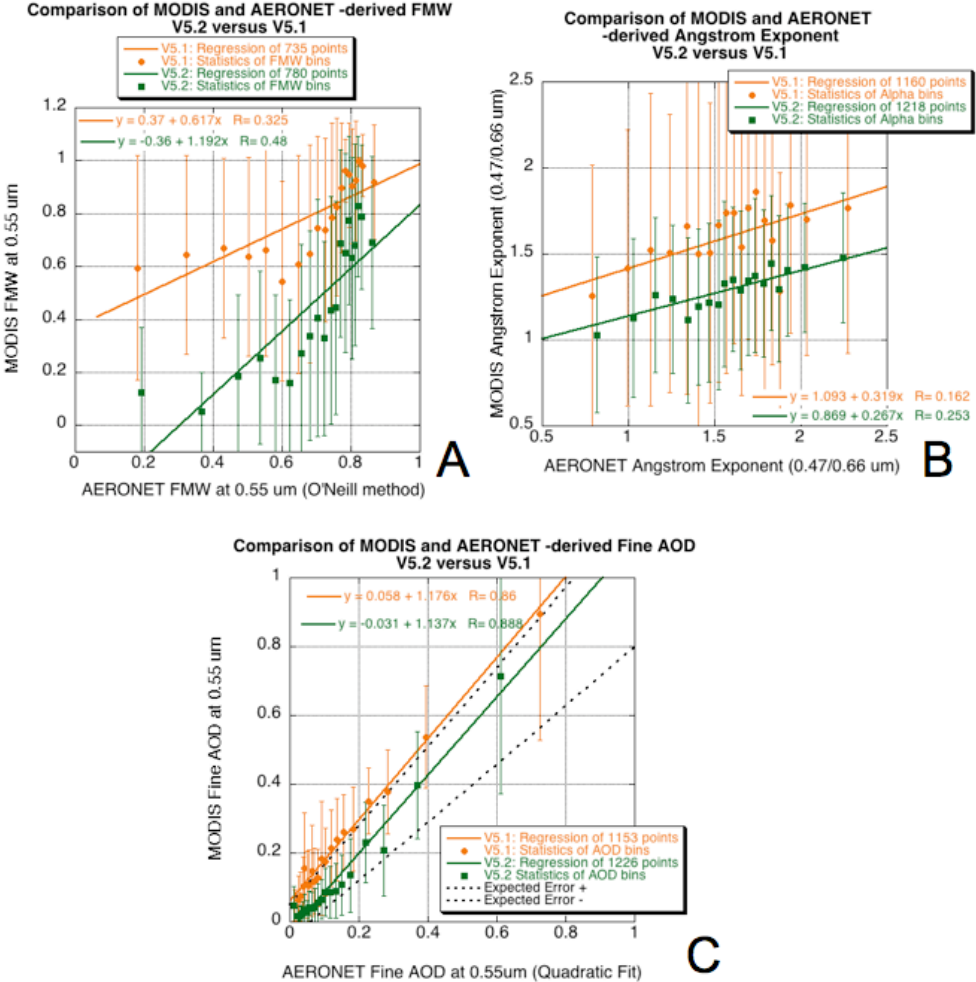 Comparison of MODIS and AERONET -derived FMW
V5.2 versus V5.1
V5.1: Regression of 735 points
V5.1: Statistics of FMW bins
V5.2: Regression of 780 points
V5.2: Statistics of FMW bins
y = 0.37 + 0.617x R= 0.325
y = -0.36 + 1.192x R= 0.48
MODIS FMW at 0.55 um
1.2
1
0.8
0.6
0.4
0.2
0
0 0.2 0.4 0.6 0.8 1
AERONET FMW at 0.55 um (O'Neill method)
A
Comparison of MODIS and AERONET
-derived Angstrom Exponent
V5.2 versus V5.1
V5.1: Regression of 1160 points
V5.1: Statistics of Alpha bins
V5.2: Regression of 1218 points
V5.2: Statistics of Alpha bins
MODIS Angstrom Exponent (0.47/0.66 um)
2.5
2
1.5
1
0.5
y = 1.093 + 0.319x R= 0.162
y = 0.869 + 0.267x R= 0.253
0.5 1 1.5 2 2.5
AERONET Angstrom Exponent (0.47/0.66 um)
B
Comparison of MODIS and AERONET -derived Fine AOD
V5.2 versus V5.1
y = 0.058 + 1.176x R= 0.86
y = -0.031 + 1.137x R= 0.888
MODIS Fine AOD at 0.55 um
1
0.8
0.6
0.4
0.2
0
V5.1: Regression of 1153 points
V5.1: Statistics of AOD bins
V5.2: Regression of 1226 points
V5.2 Statistics of AOD bins
Expected Error +
Expected Error -
0 0.2 0.4 0.6 0.8 1
AERONET Fine AOD at 0.55um (Quadratic Fit)
C